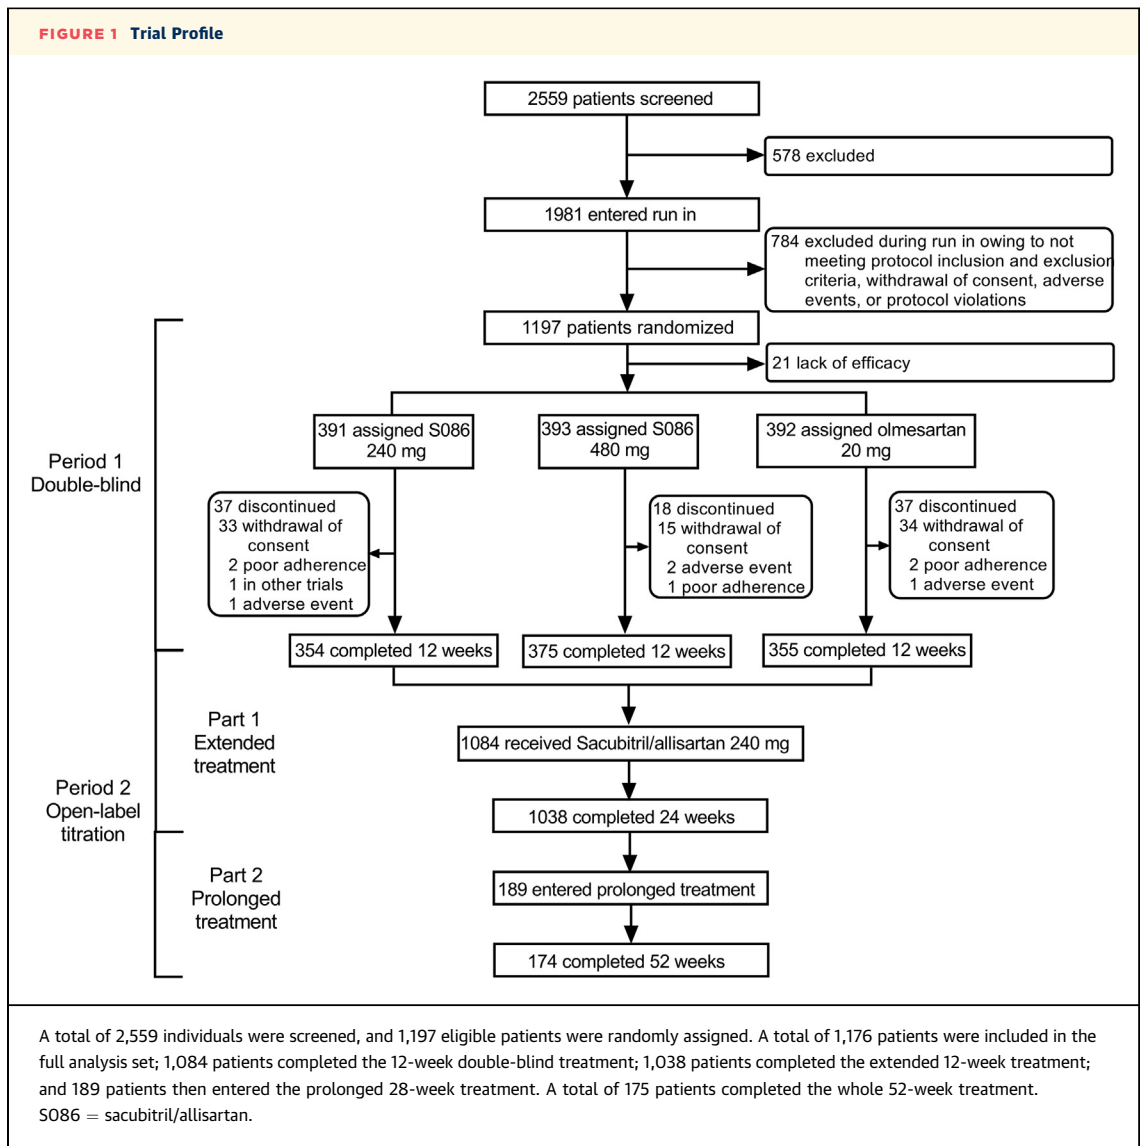 FIGURE 1 Trial Profile
2559 patients screened
578 excluded
1981 entered run in
784 excluded during run in owing to not
meeting protocol inclusion and exclusion
criteria, withdrawal of consent, adverse
events, or protocol violations
1197 patients randomized
21 lack of efficacy
391 assigned S086
240 mg
393 assigned S086
480 mg
392 assigned olmesartan
20 mg
Period 1
Double-blind
37 discontinued
33 withdrawal of
consent
2 poor adherence
1 in other trials
1 adverse event
18 discontinued
15 withdrawal of
consent
2 adverse event
1 poor adherence
37 discontinued
34 withdrawal of
consent
2 poor adherence
1 adverse event
354 completed 12 weeks
375 completed 12 weeks
355 completed 12 weeks
Part 1
Extended
treatment
1084 received Sacubitril/allisartan 240 mg
Period 2
Open-label
titration
1038 completed 24 weeks
Part 2
Prolonged
treatment
189 entered prolonged treatment
174 completed 52 weeks
A total of 2,559 individuals were screened, and 1,197 eligible patients were randomly assigned. A total of 1,176 patients were included in the
full analysis set; 1,084 patients completed the 12-week double-blind treatment; 1,038 patients completed the extended 12-week treatment;
and 189 patients then entered the prolonged 28-week treatment. A total of 175 patients completed the whole 52-week treatment.
S086 = sacubitril/allisartan.